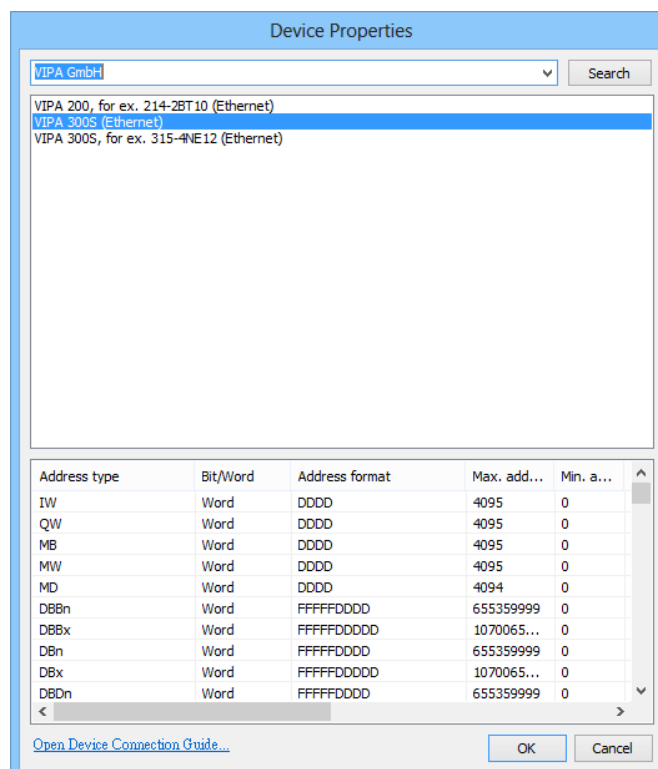 Device Properties
VIPA GmbH Search
VIPA 200, for ex. 214-2BT10 (Ethernet)
VIPA 300S (Ethernet)
VIPA 300S, for ex. 315-4NE12 (Ethernet)
Address type Bit/Word Address format Max. add... Min. a...
IW Word DDDD 4095 0
QW Word DDDD 4095 0
MB Word DDDD 4095 0
MW Word DDDD 4095 0
MD Word DDDD 4094 0
DBBn Word FFFFFDDDD 655359999 0
DBBx Word FFFFFDDDDD 1070065... 0
DBn Word FFFFFDDDD 655359999 0
DBx Word FFFFFDDDDD 1070065... 0
DBDn Word FFFFFDDDD 655359999 0
Open Device Connection Guide...
OK Cancel